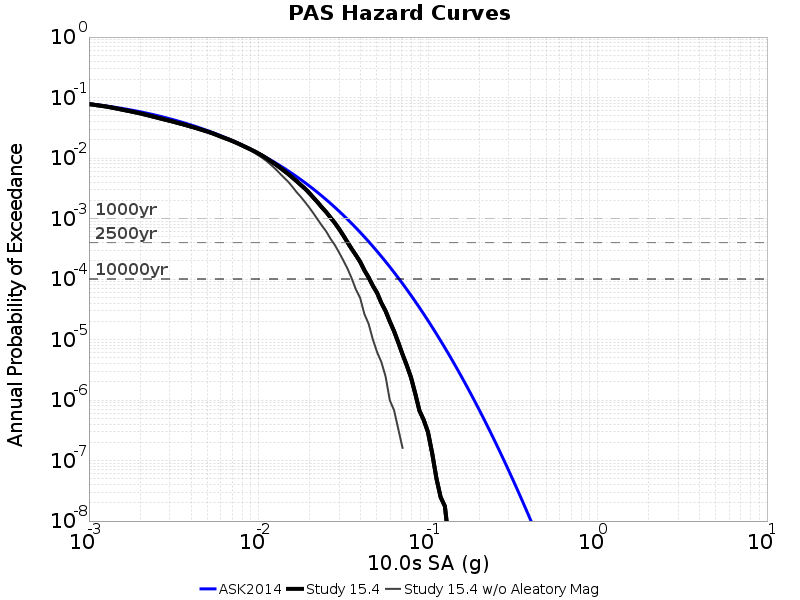 PAS Hazard Curves
Annual Probability of Exceedance
10^0
10^-1
10^-2
10^-3
10^-4
10^-5
10^-6
10^-7
10^-8
1000yr
2500yr
10000yr
10^-3 10^-2 10^-1 10^0 10^1
10.0s SA (g)
ASK2014 Study 15.4 Study 15.4 w/o Aleatory Mag